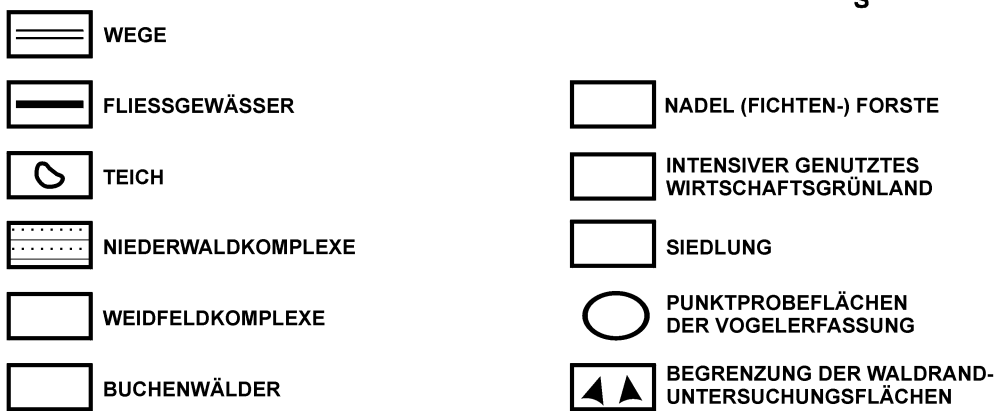 S
WEGE
FLIESSGEWÄSSER
TEICH
NIEDERWALDKOMPLEXE
WEIDFELDKOMPLEXE
BUCHENWÄLDER
NADEL (FICHTEN-) FORSTE
INTENSIVER GENUTZTES
WIRTSCHAFTSGRÜNLAND
SIEDLUNG
PUNKTPROBEFLÄCHEN
DER VOGELERFASSUNG
BEGRENZUNG DER WALDRAND-
UNTERSUCHUNGSFLÄCHEN